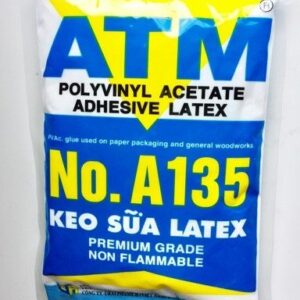 ATM
POLYVINYL ACETATE
ADHESIVE LATEX
PVAc. glue used on paper packaging and general woodworks.
No. A135
KEO SỮA LATEX
PREMIUM GRADE
NON FLAMMABLE